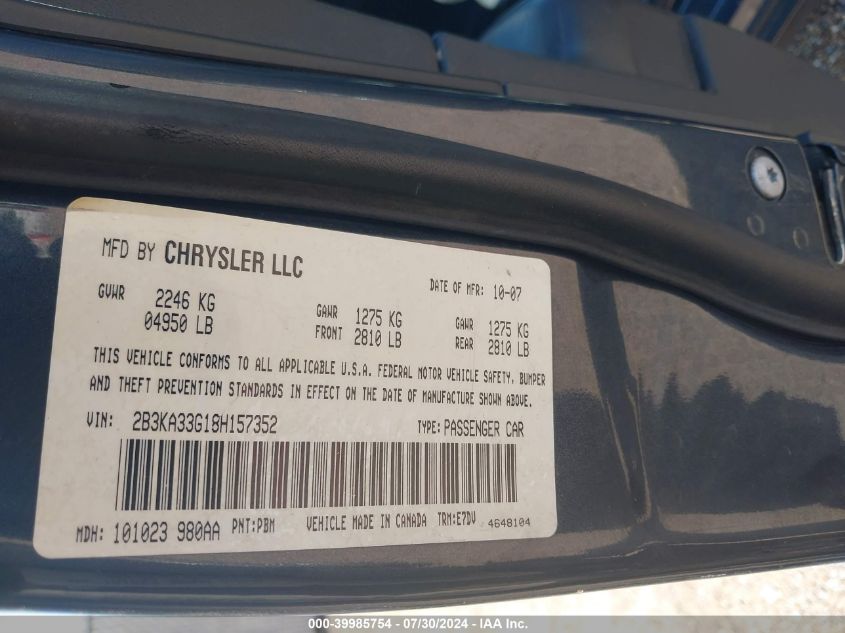 MFD BY CHRYSLER LLC
DATE OF MFR: 10-07
GVWR 2246 KG
04950 LB
GAWR FRONT 1275 KG
2810 LB
GAWR REAR 1275 KG
2810 LB
THIS VEHICLE CONFORMS TO ALL APPLICABLE U.S.A. FEDERAL MOTOR VEHICLE SAFETY, BUMPER
AND THEFT PREVENTION STANDARDS IN EFFECT ON THE DATE OF MANUFACTURE SHOWN ABOVE.
VIN: 2B3KA33G18H157352 TYPE: PASSENGER CAR
MDH: 101023 980AA PNT:PBM VEHICLE MADE IN CANADA TRM:E7DV 4648104
000-39985754 - 07/30/2024 - IAA Inc.